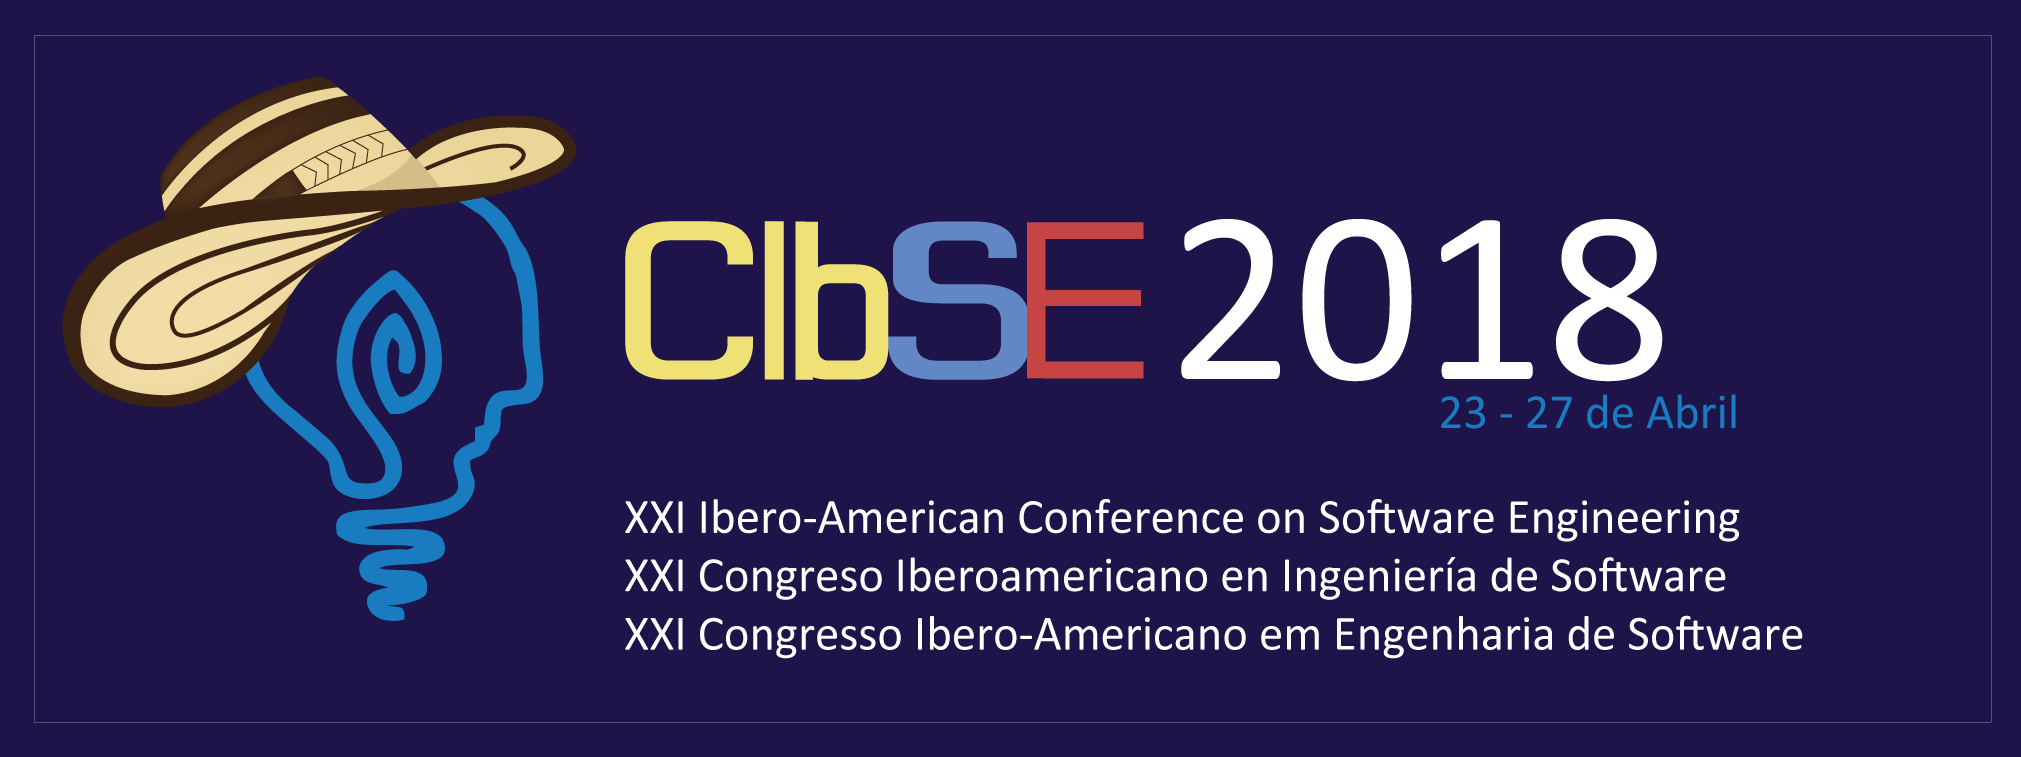 CIbSE 2018
23 - 27 de Abril
XXI Ibero-American Conference on Software Engineering
XXI Congreso Iberoamericano en Ingeniería de Software
XXI Congresso Ibero-Americano em Engenharia de Software